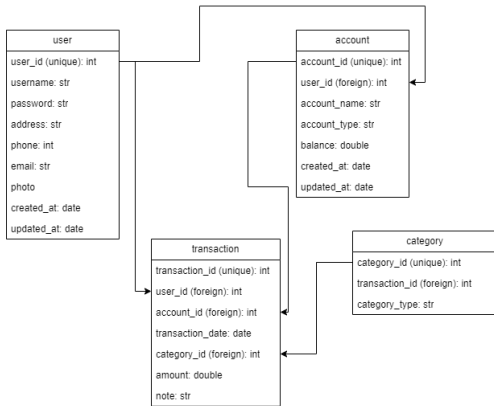 user
user_id (unique): int
username: str
password: str
address: str
phone: int
email: str
photo
created_at: date
updated_at: date
account
account_id (unique): int
user_id (foreign): int
account_name: str
account_type: str
balance: double
created_at: date
updated_at: date
transaction
transaction_id (unique): int
user_id (foreign): int
account_id (foreign): int
transaction_date: date
category_id (foreign): int
amount: double
note: str
category
category_id (unique): int
transaction_id (foreign): int
category_type: str